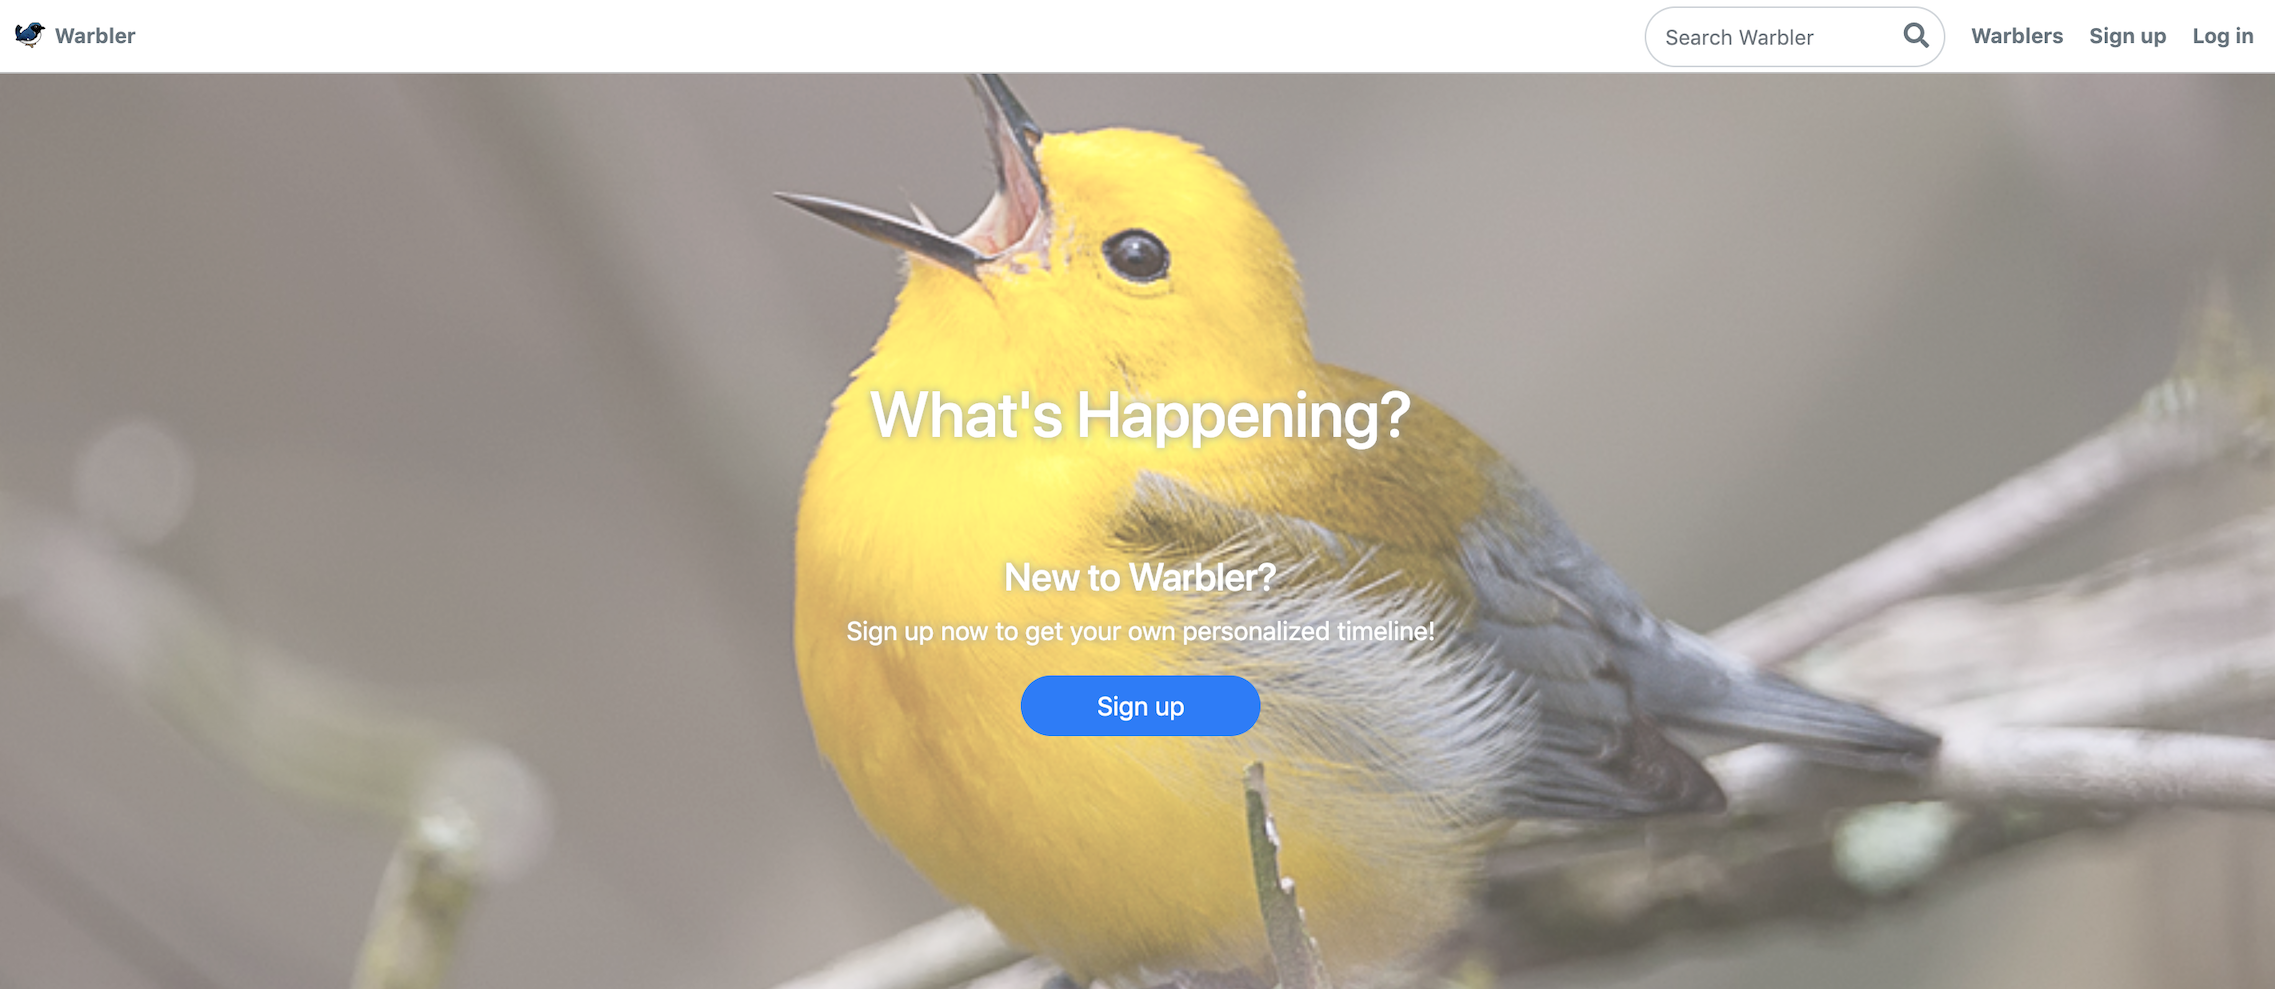 Warbler
Search Warbler
Warblers
Sign up
Log in
What's Happening?
New to Warbler?
Sign up now to get your own personalized timeline!
Sign up